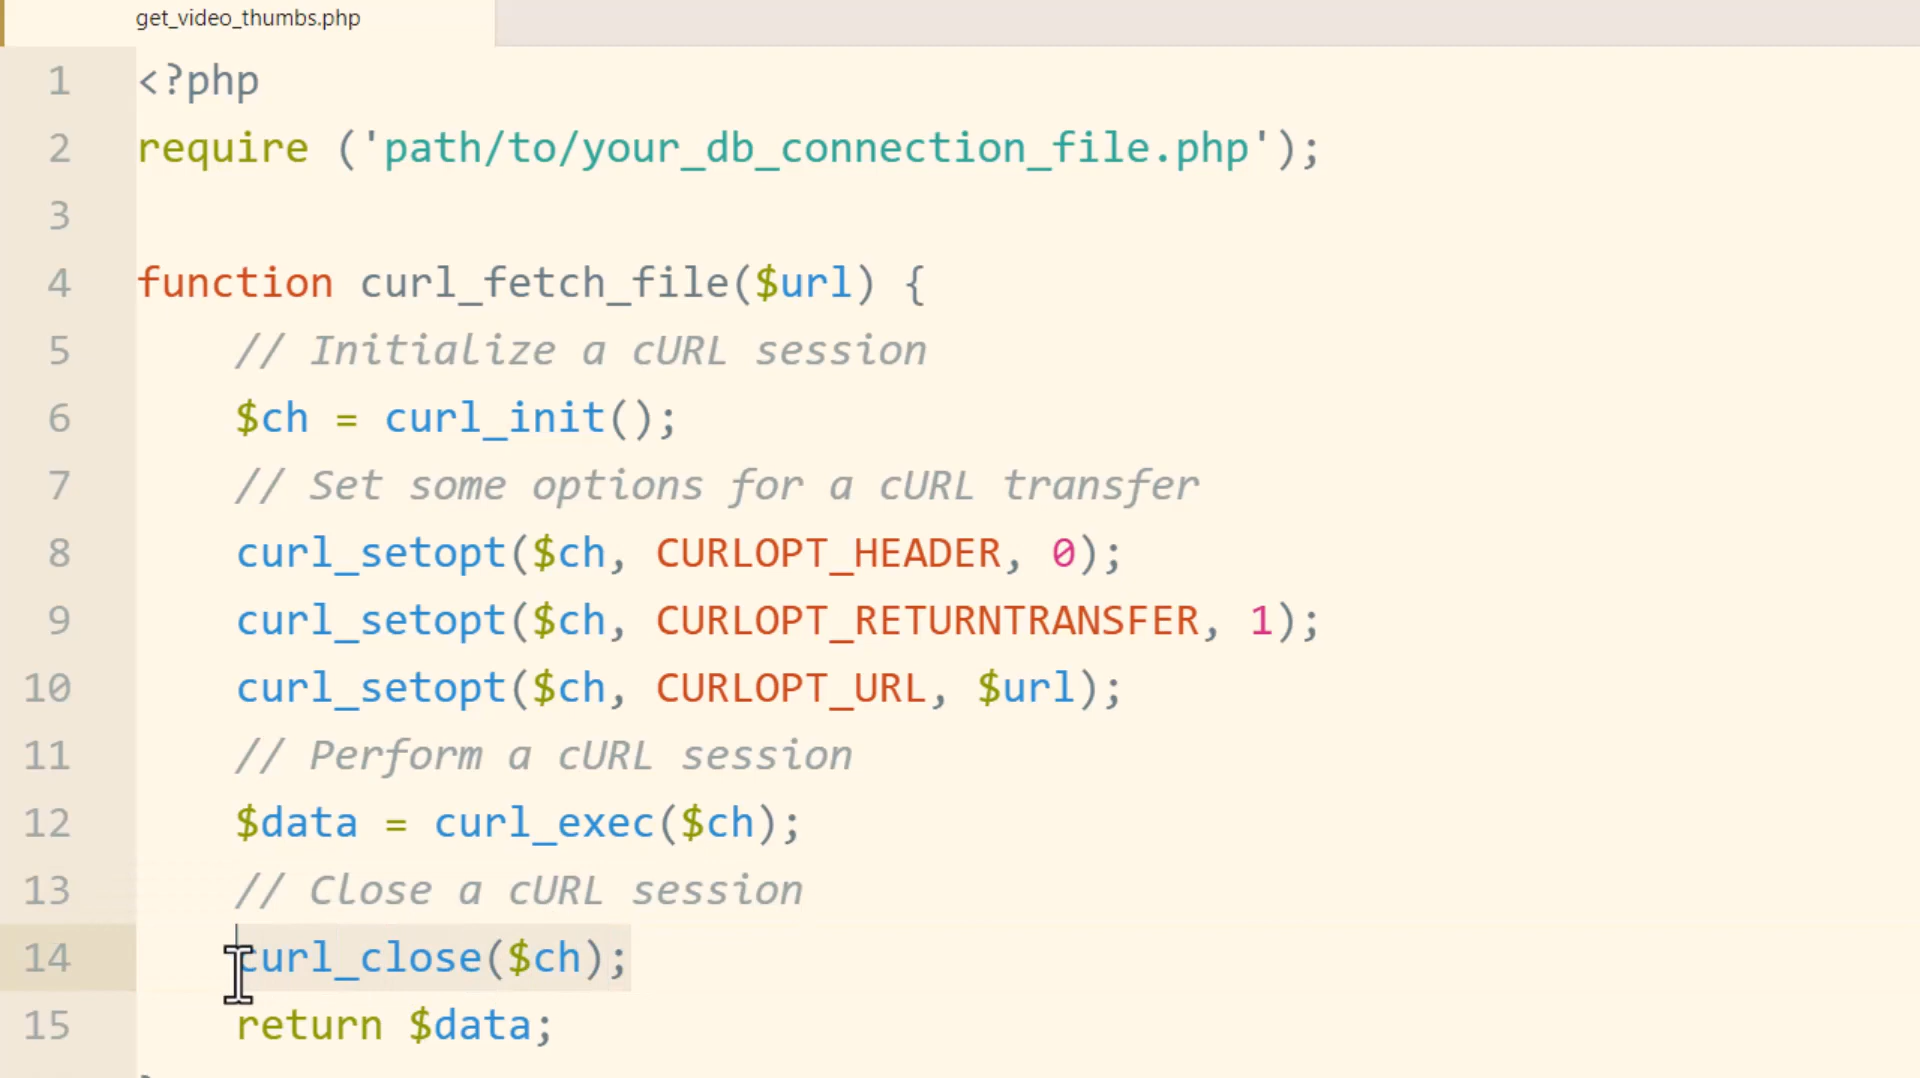 get_video_thumbs.php
1 <?php
2 require ('path/to/your_db_connection_file.php');
3
4 function curl_fetch_file($url) {
5 // Initialize a cURL session
6 $ch = curl_init();
7 // Set some options for a cURL transfer
8 curl_setopt($ch, CURLOPT_HEADER, 0);
9 curl_setopt($ch, CURLOPT_RETURNTRANSFER, 1);
10 curl_setopt($ch, CURLOPT_URL, $url);
11 // Perform a cURL session
12 $data = curl_exec($ch);
13 // Close a cURL session
14 curl_close($ch);
15 return $data;